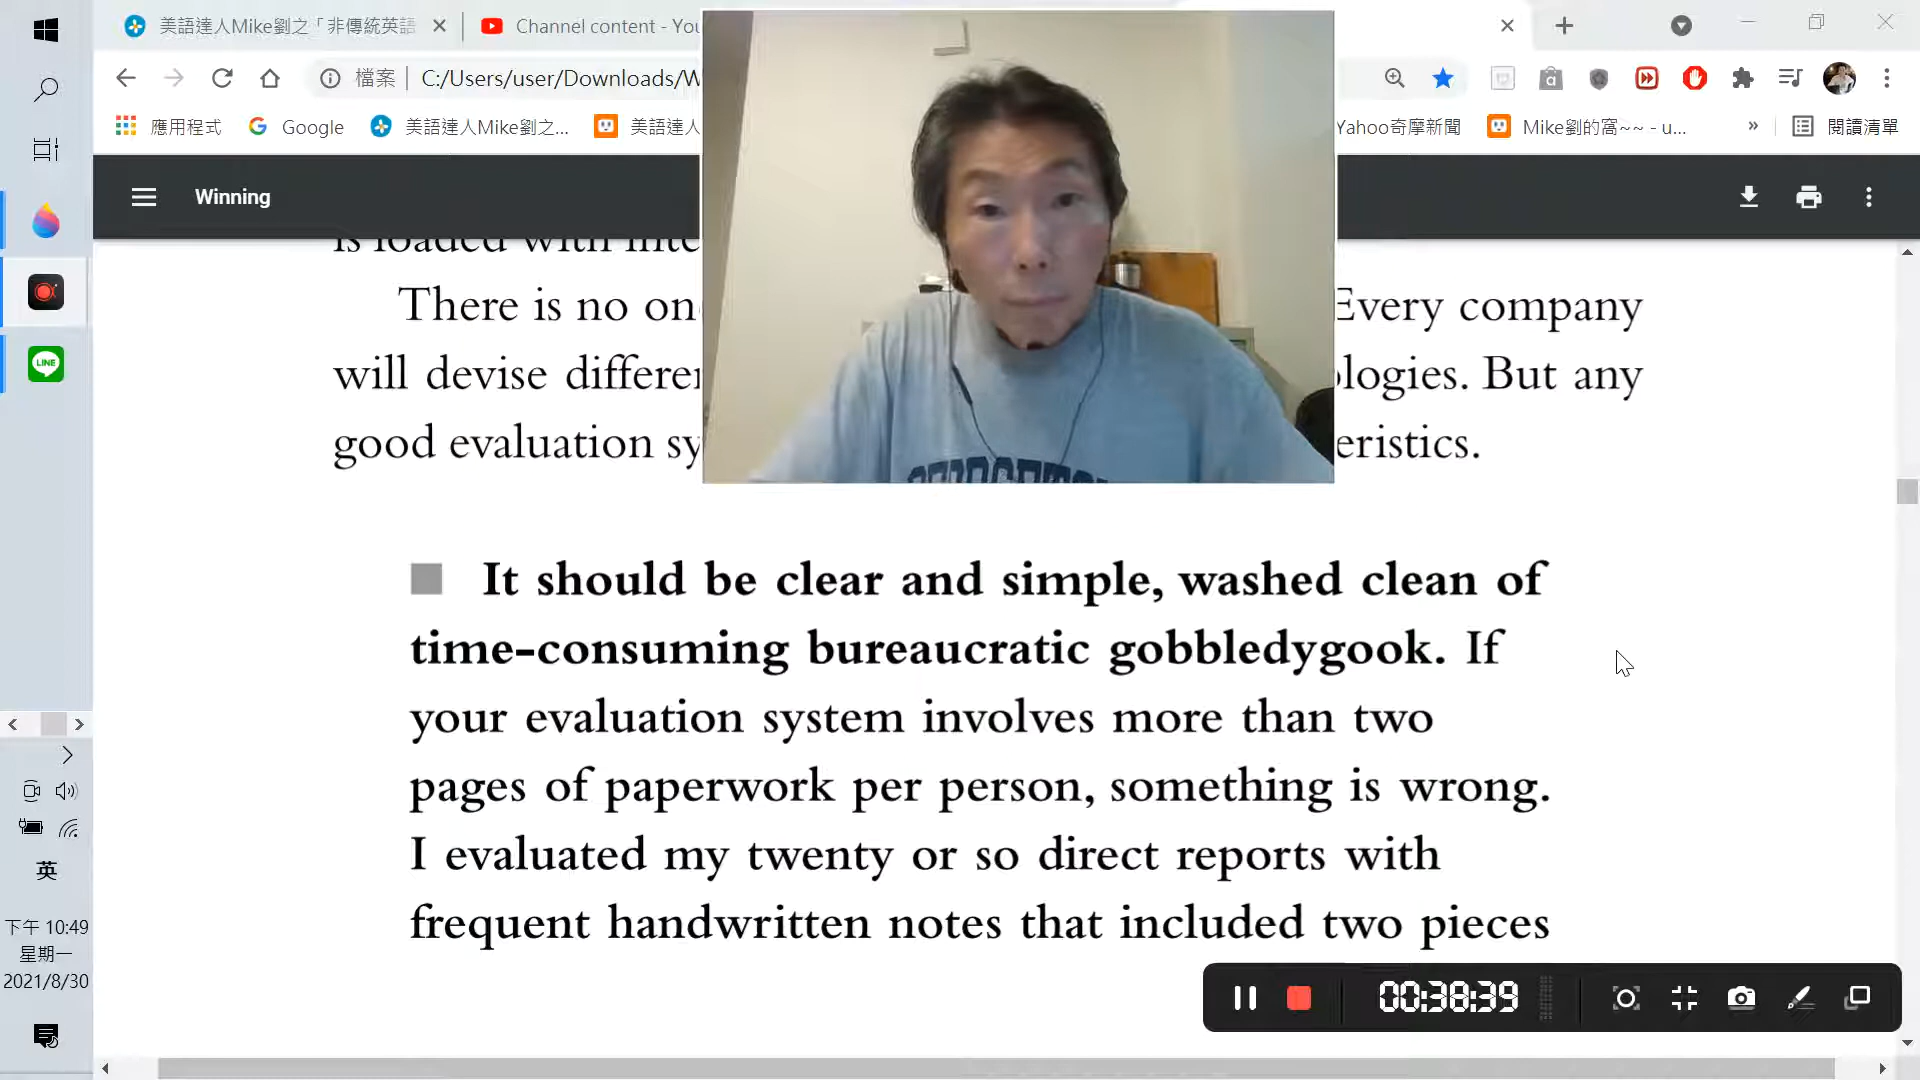 美語達人Mike劉之「非傳統英語
Channel content - You
檔案
C:/Users/user/Downloads/W
應用程式
Google
美語達人Mike劉之...
美語達人
Yahoo奇摩新聞
Mike劉的窩~~ - u...
»
閱讀清單
Winning
is loaded with inte
There is no on Every company
will devise differen ologies. But any
good evaluation sy eristics.
It should be clear and simple, washed clean of
time-consuming bureaucratic gobbledygook. If
your evaluation system involves more than two
pages of paperwork per person, something is wrong.
I evaluated my twenty or so direct reports with
frequent handwritten notes that included two pieces
LINE
英
下午 10:49
星期一
2021/8/30
00:38:39